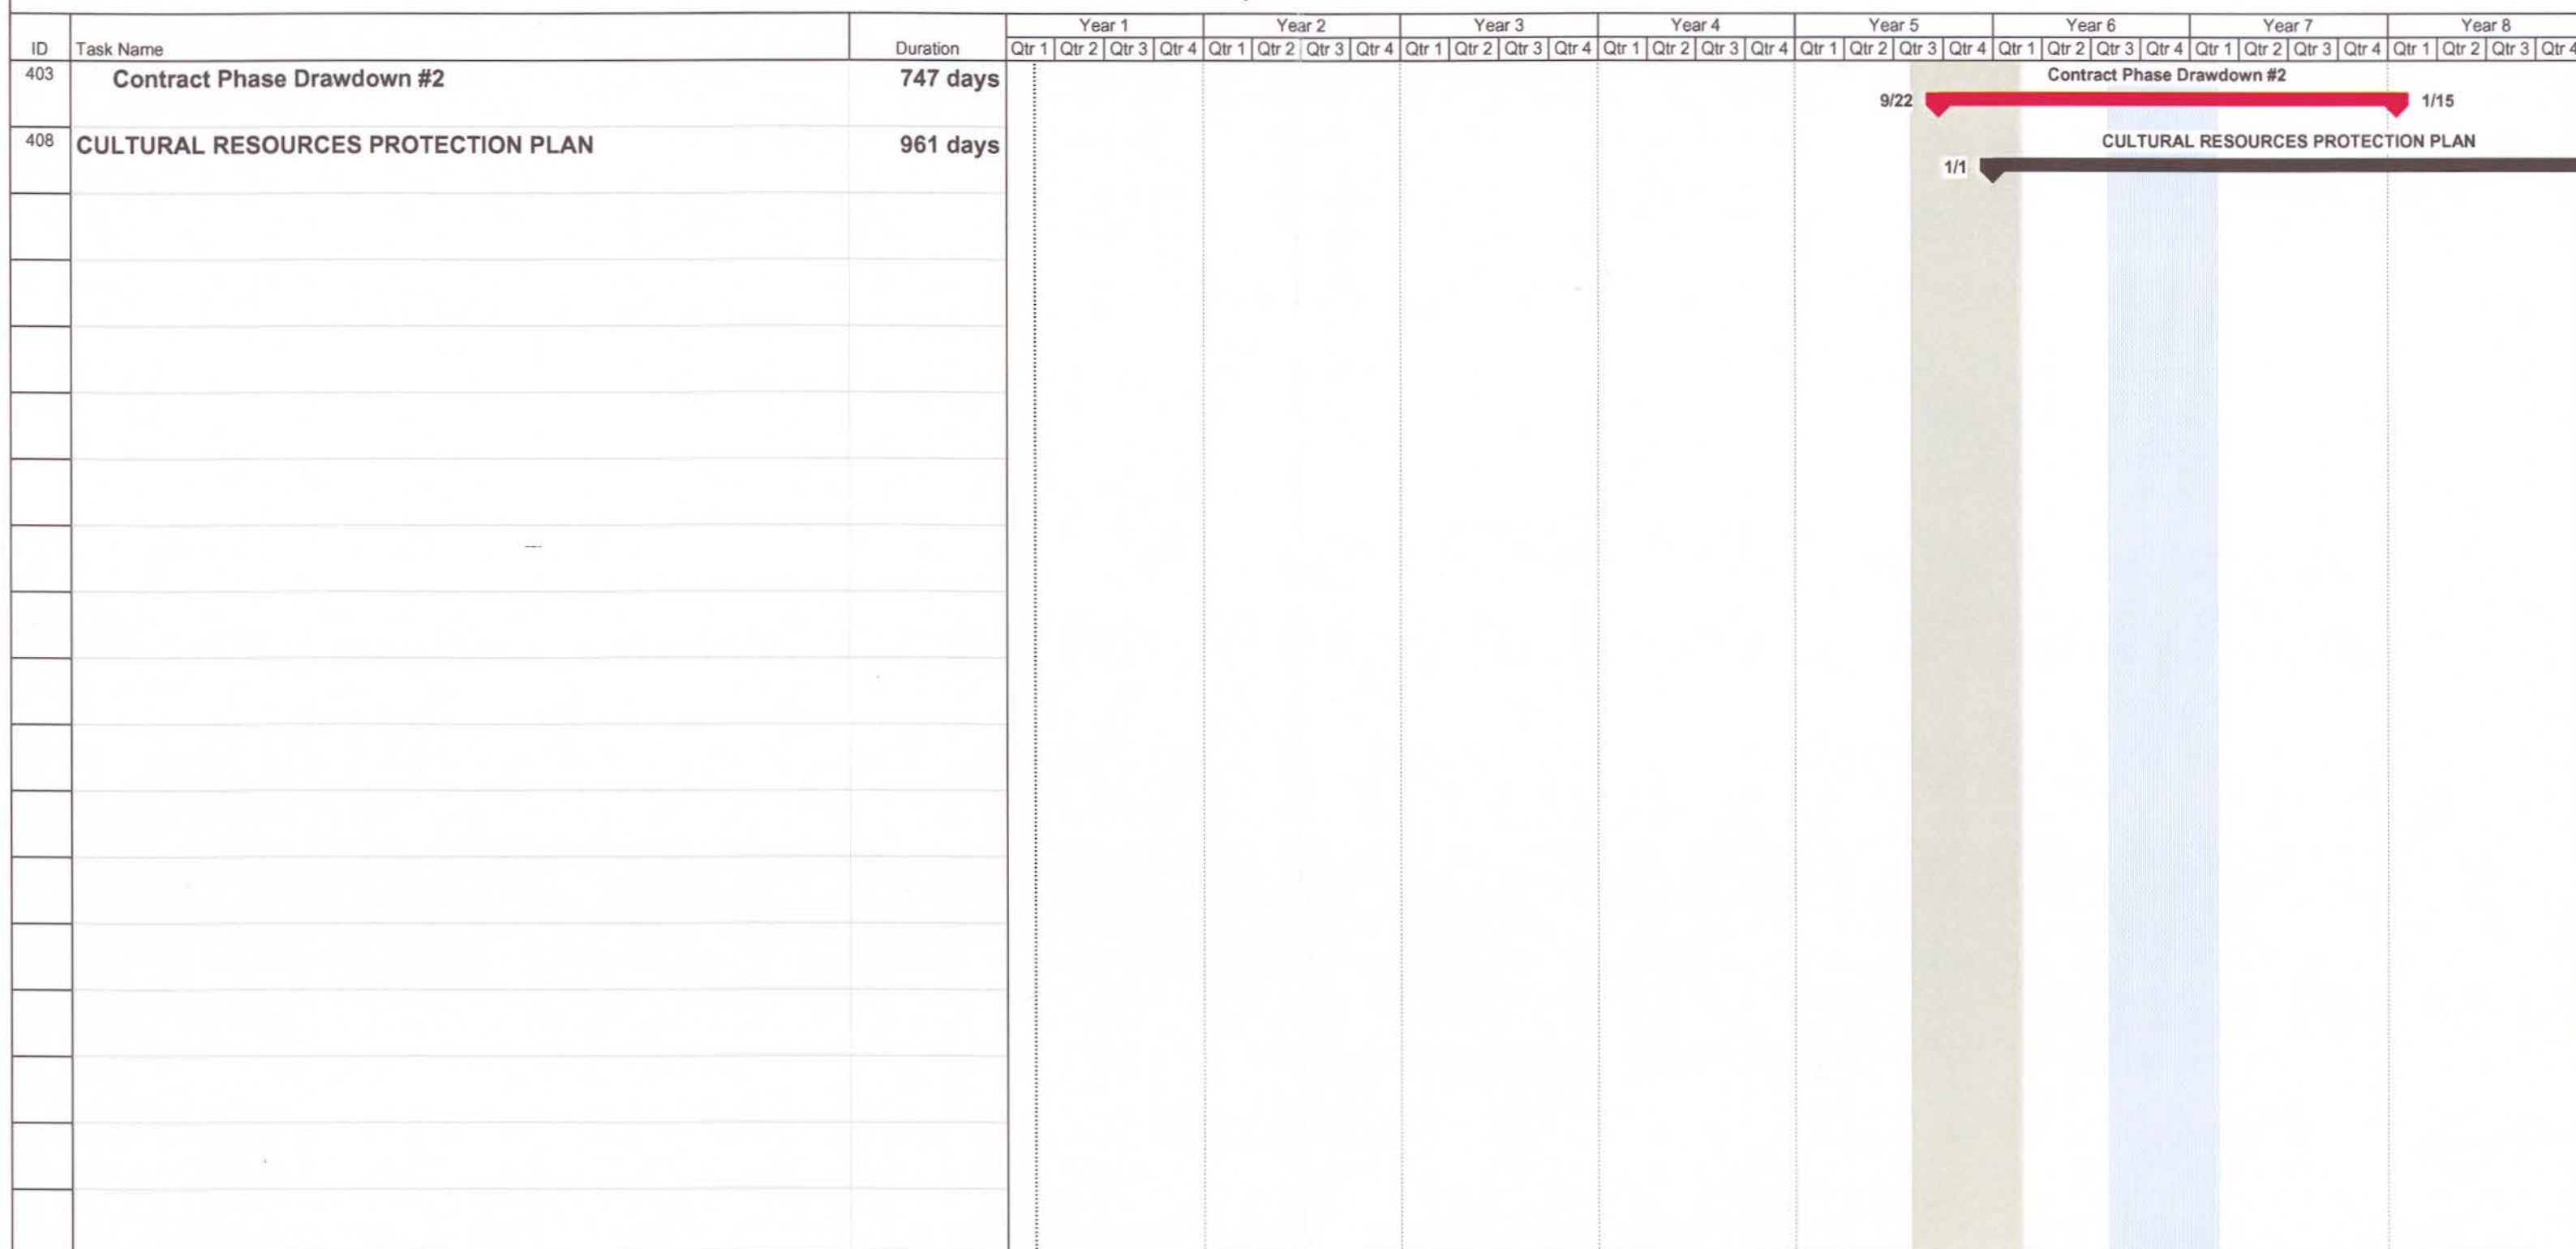 Year 1 Year 2 Year 3 Year 4 Year 5 Year 6 Year 7 Year 8
ID Task Name Duration Qtr 1 Qtr 2 Qtr 3 Qtr 4 Qtr 1 Qtr 2 Qtr 3 Qtr 4 Qtr 1 Qtr 2 Qtr 3 Qtr 4 Qtr 1 Qtr 2 Qtr 3 Qtr 4 Qtr 1 Qtr 2 Qtr 3 Qtr 4 Qtr 1 Qtr 2 Qtr 3 Qtr 4 Qtr 1 Qtr 2 Qtr 3 Qtr 4 Qtr 1 Qtr 2 Qtr 3 Qtr 4
403 Contract Phase Drawdown #2 747 days Contract Phase Drawdown #2
9/22 1/15
408 CULTURAL RESOURCES PROTECTION PLAN 961 days CULTURAL RESOURCES PROTECTION PLAN
1/1